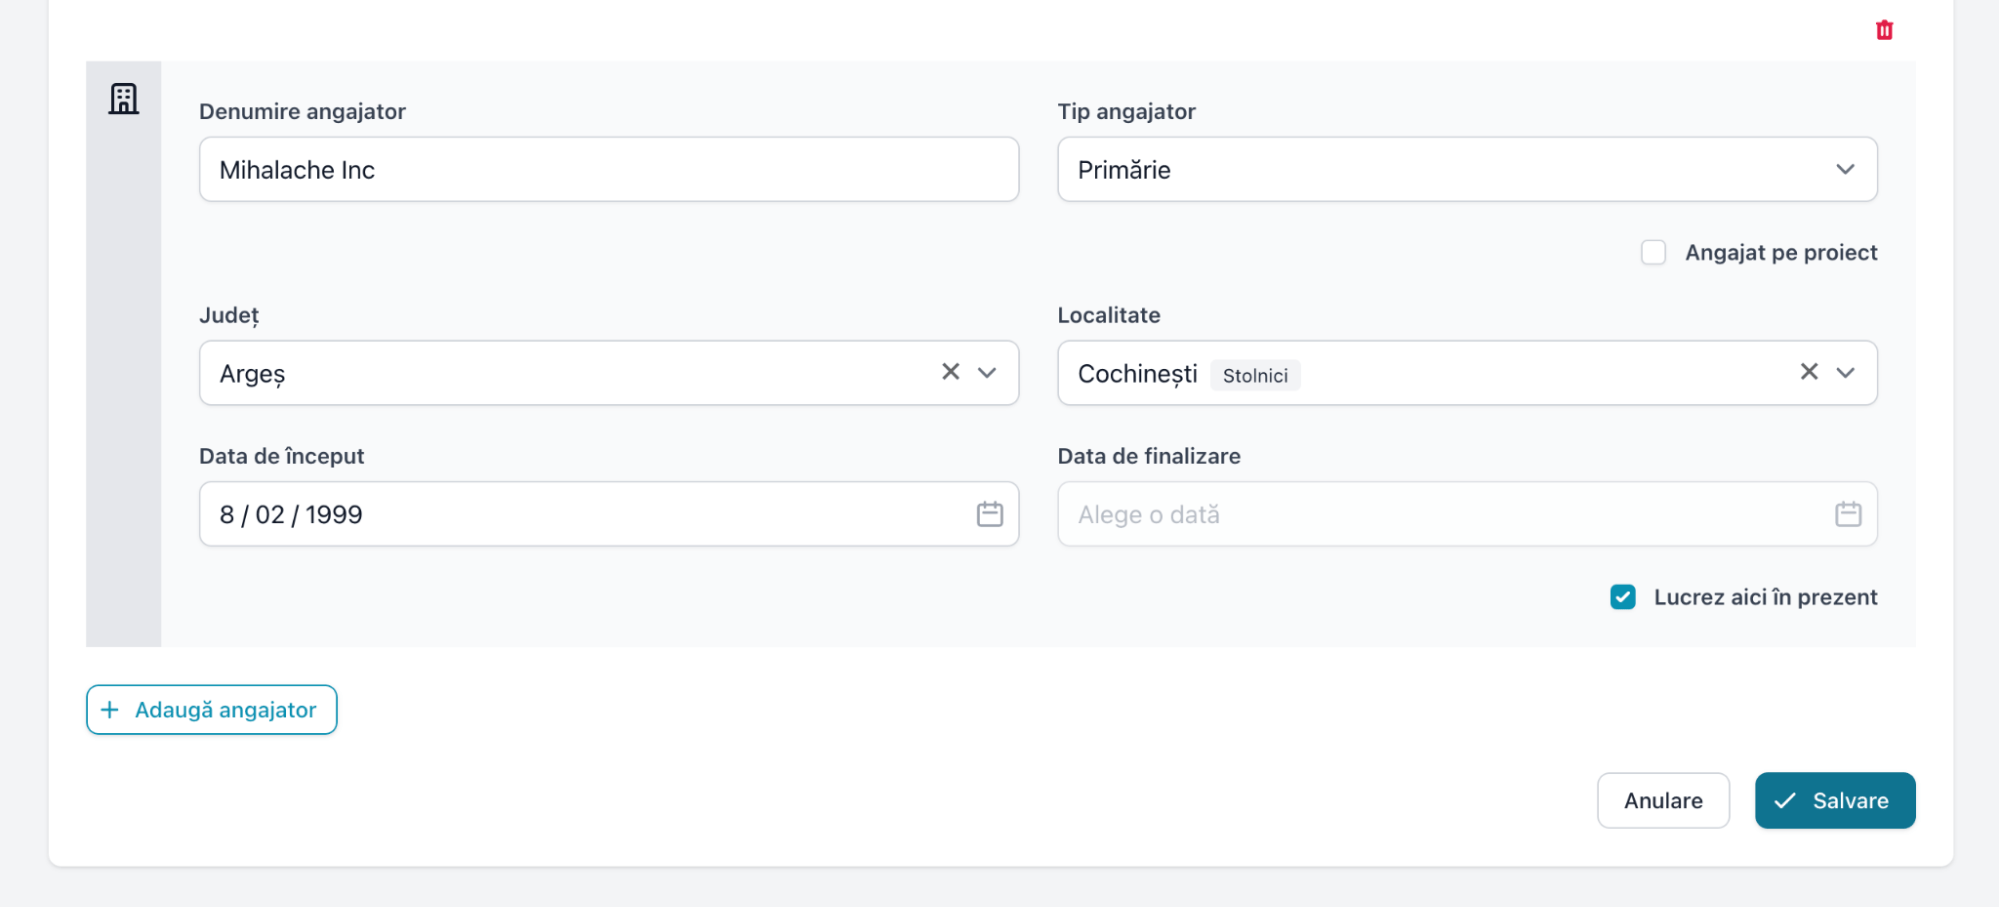 Denumire angajator
Tip angajator
Mihalache Inc
Primărie
Angajat pe proiect
Județ
Localitate
Argeș
Cochinești Stolnici
Data de început
Data de finalizare
8 / 02 / 1999
Alege o dată
Lucrez aici în prezent
Adaugă angajator
Anulare
Salvare